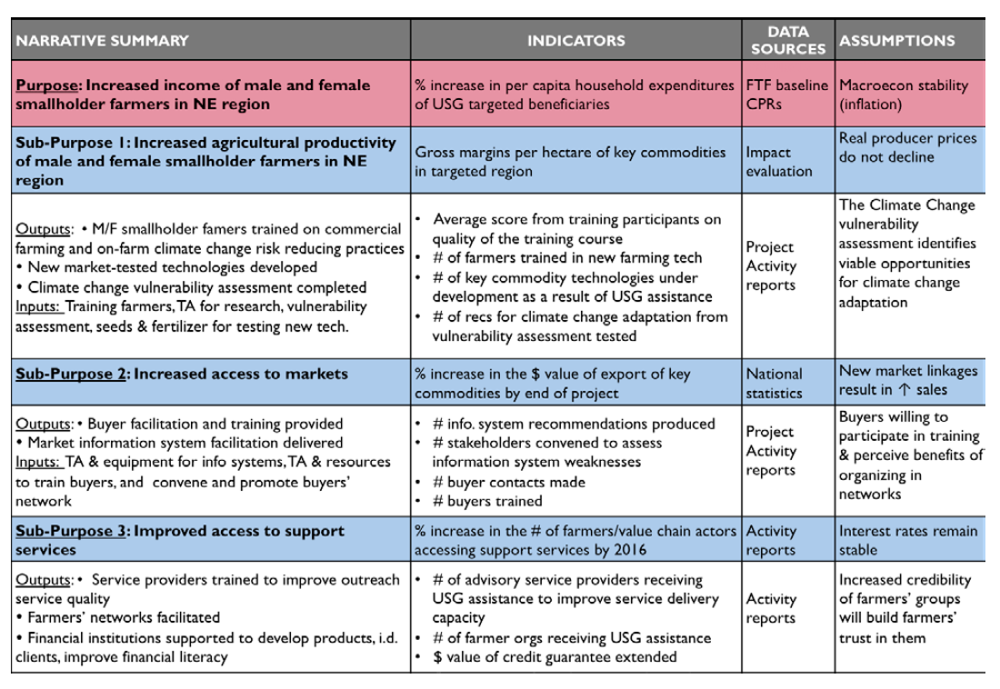 NARRATIVE SUMMARY
INDICATORS
DATA
SOURCES
ASSUMPTIONS
Purpose: Increased income of male and female
smallholder farmers in NE region
% increase in per capita household expenditures
of USG targeted beneficiaries
FTF baseline
CPRs
Macroecon stability
(inflation)
Sub-Purpose 1: Increased agricultural productivity
of male and female smallholder farmers in NE
region
Gross margins per hectare of key commodities
in targeted region
Impact
evaluation
Real producer prices
do not decline
Outputs: • M/F smallholder famers trained on commercial
farming and on-farm climate change risk reducing practices
• New market-tested technologies developed
• Climate change vulnerability assessment completed
Inputs: Training farmers, TA for research, vulnerability
assessment, seeds & fertilizer for testing new tech.
• Average score from training participants on
quality of the training course
• # of farmers trained in new farming tech
• # of key commodity technologies under
development as a result of USG assistance
• # of recs for climate change adaptation from
vulnerability assessment tested
Project
Activity
reports
The Climate Change
vulnerability
assessment identifies
viable opportunities
for climate change
adaptation
Sub-Purpose 2: Increased access to markets
% increase in the $ value of export of key
commodities by end of project
National
statistics
New market linkages
result in ↑ sales
Outputs: • Buyer facilitation and training provided
• Market information system facilitation delivered
Inputs: TA & equipment for info systems, TA & resources
to train buyers, and convene and promote buyers'
network
• # info. system recommendations produced
• # stakeholders convened to assess
information system weaknesses
• # buyer contacts made
• # buyers trained
Project
Activity
reports
Buyers willing to
participate in training
& perceive benefits of
organizing in
networks
Sub-Purpose 3: Improved access to support
services
% increase in the # of farmers/value chain actors
accessing support services by 2016
Activity
reports
Interest rates remain
stable
Outputs: • Service providers trained to improve outreach
service quality
• Farmers' networks facilitated
• Financial institutions supported to develop products, i.d.
clients, improve financial literacy
• # of advisory service providers receiving
USG assistance to improve service delivery
capacity
• # of farmer orgs receiving USG assistance
• $ value of credit guarantee extended
Activity
reports
Increased credibility
of farmers' groups
will build farmers'
trust in them